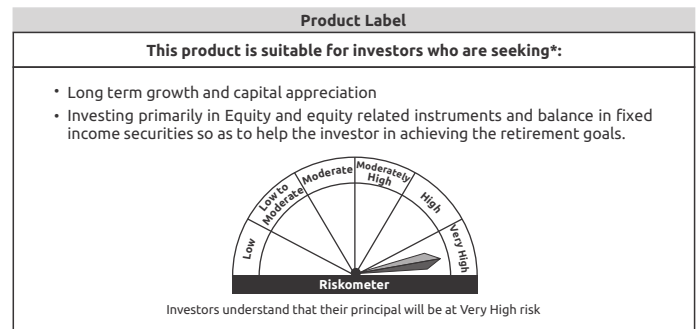 Product Label
This product is suitable for investors who are seeking*:
• Long term growth and capital appreciation
• Investing primarily in Equity and equity related instruments and balance in fixed
income securities so as to help the investor in achieving the retirement goals.
Low
Low to
Moderate
Moderate
Moderately
High
High
Very High
Riskometer
Investors understand that their principal will be at Very High risk